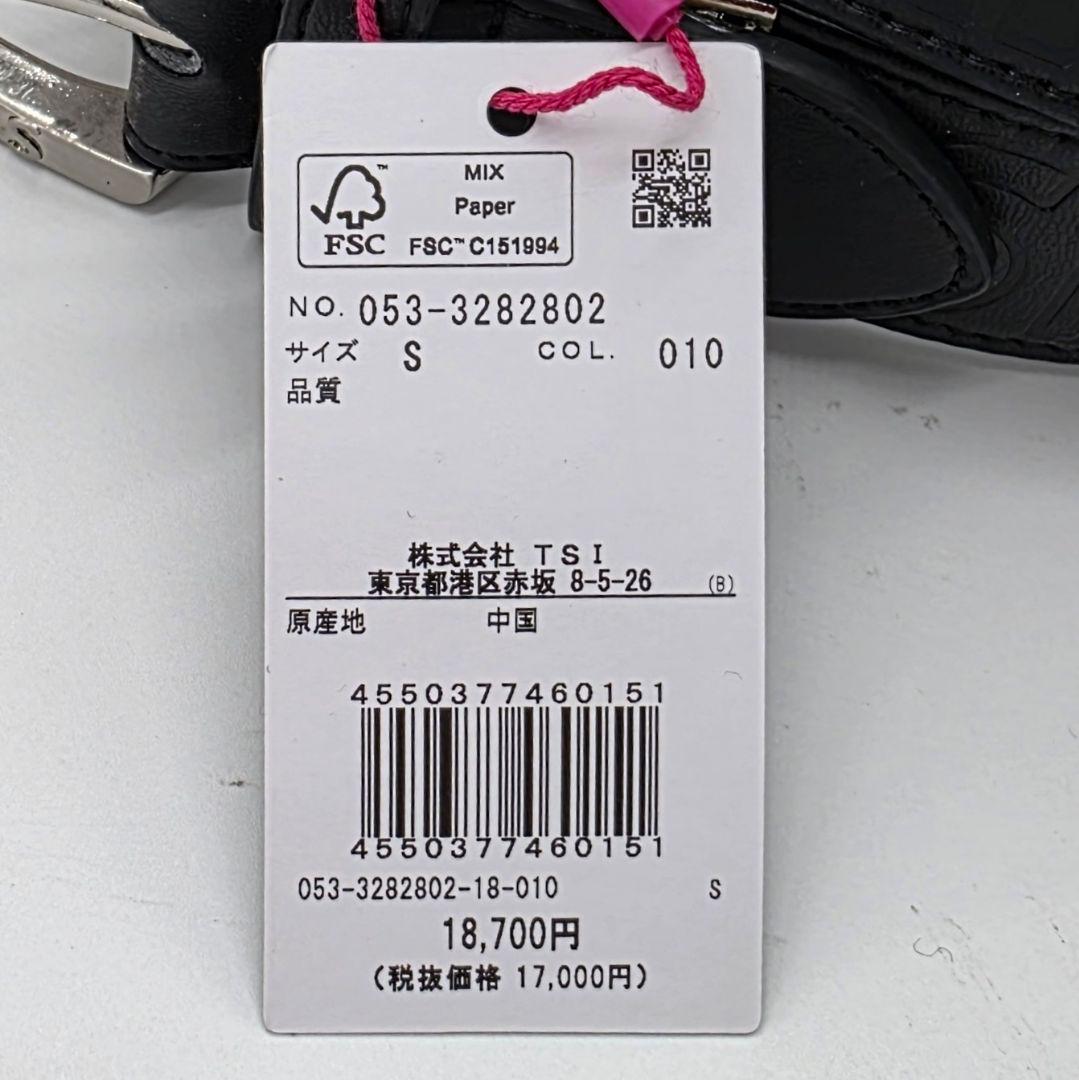 MIX
Paper
FSC™
FSC™ C151994
NO. 053-3282802
サイズ S COL. 010
品質
株式会社 TSI
東京都港区赤坂 8-5-26 (B)
原産地 中国
4550377460151
4550377460151
053-3282802-18-010 S
18,700円
(税抜価格 17,000円)